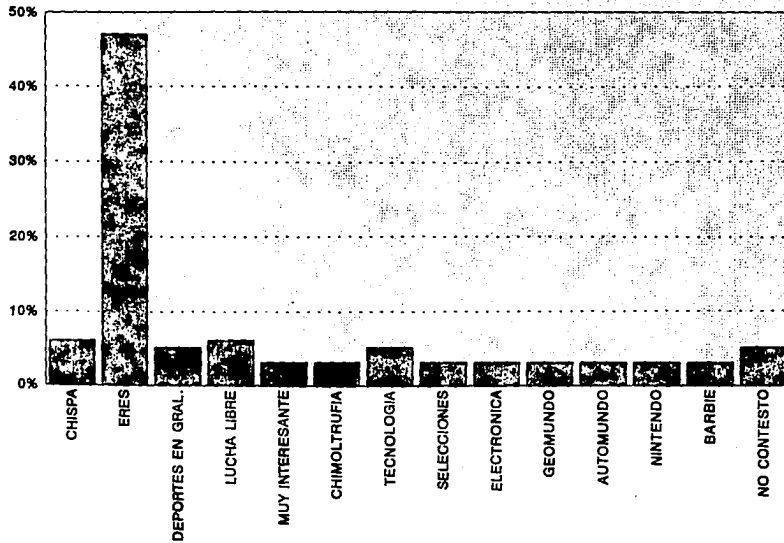 50%
40%
30%
20%
10%
0%
CHISPA
ERES
DEPORTES EN GRAL.
LUCHA LIBRE
MUY INTERESANTE
CHIMOLTRUFIA
TECNOLOGIA
SELECCIONES
ELECTRONICA
GEOMUNDO
AUTOMUNDO
NINTENDO
BARBIE
NO CONTESTO